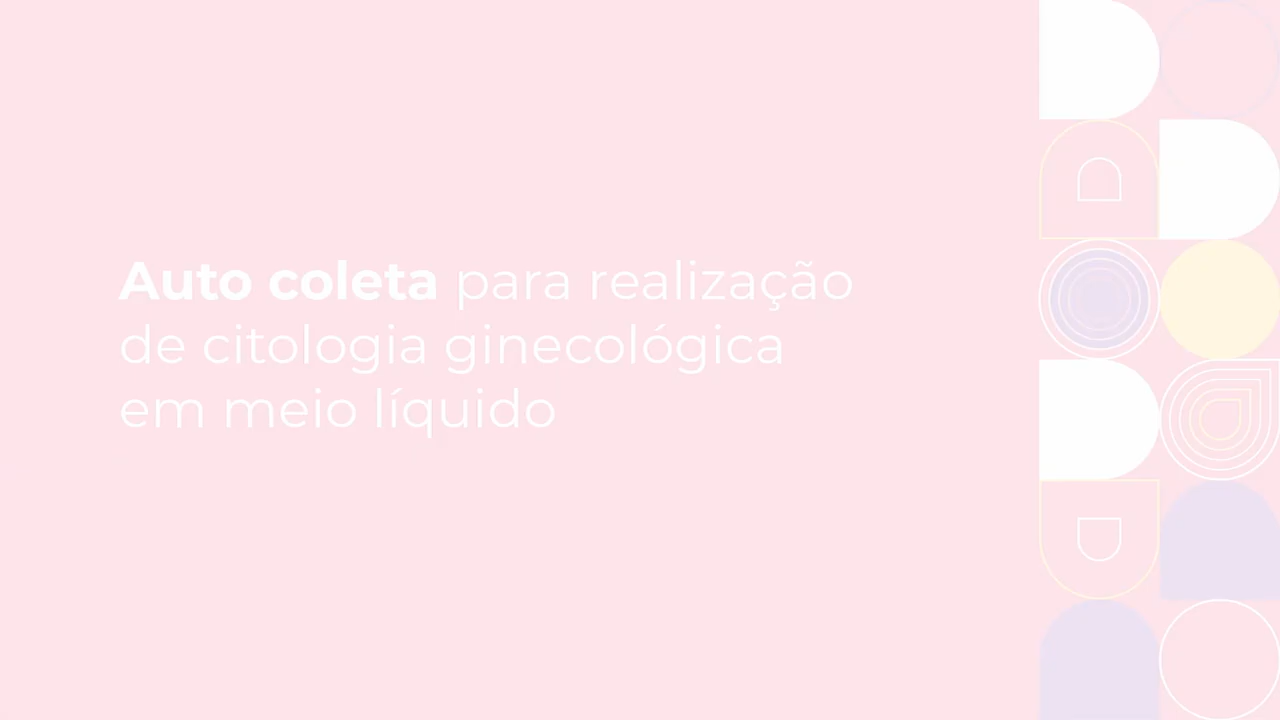 Auto coleta para realização
de citologia ginecológica
em meio líquido